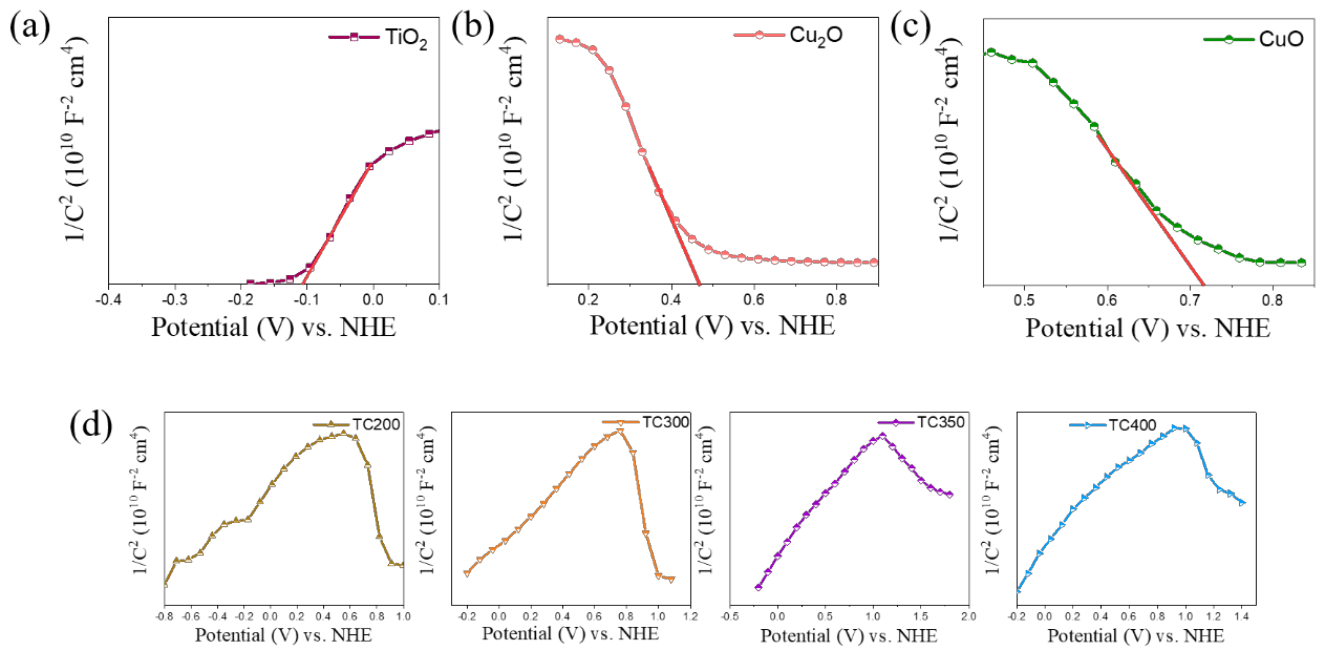 (a)
TiO2
1/C² (10¹⁰ F⁻² cm⁴)
-0.4 -0.3 -0.2 -0.1 0.0 0.1
Potential (V) vs. NHE
(b)
Cu₂O
1/C² (10¹⁰ F⁻² cm⁴)
0.2 0.4 0.6 0.8
Potential (V) vs. NHE
(c)
CuO
1/C² (10¹⁰ F⁻² cm⁴)
0.5 0.6 0.7 0.8
Potential (V) vs. NHE
(d)
TC200
1/C² (10¹⁰ F⁻² cm⁴)
-0.8 -0.6 -0.4 -0.2 0.0 0.2 0.4 0.6 0.8 1.0
Potential (V) vs. NHE
TC300
1/C² (10¹⁰ F⁻² cm⁴)
-0.2 0.0 0.2 0.4 0.6 0.8 1.0 1.2
Potential (V) vs. NHE
TC350
1/C² (10¹⁰ F⁻² cm⁴)
-0.5 0.0 0.5 1.0 1.5 2.0
Potential (V) vs. NHE
TC400
1/C² (10¹⁰ F⁻² cm⁴)
-0.2 0.0 0.2 0.4 0.6 0.8 1.0 1.2 1.4
Potential (V) vs. NHE